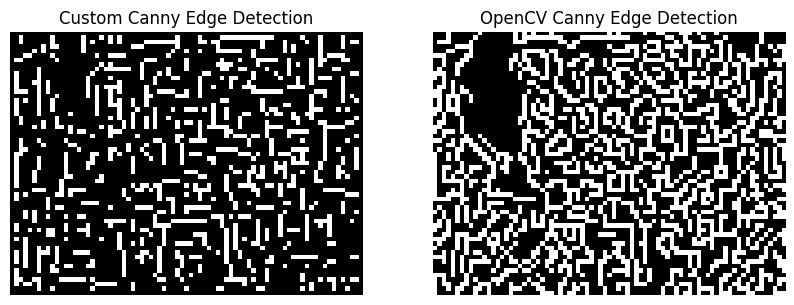 Custom Canny Edge Detection
OpenCV Canny Edge Detection